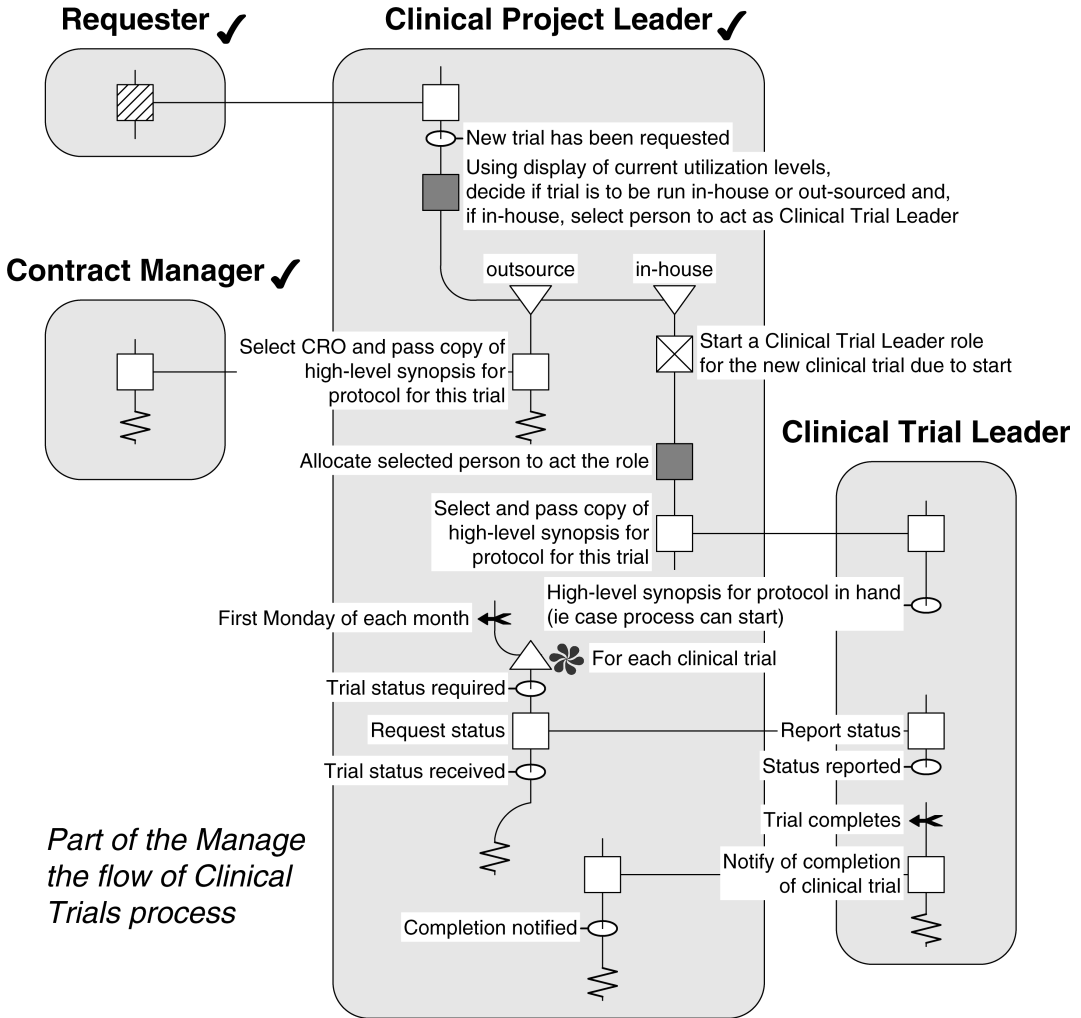 Requester
Clinical Project Leader
New trial has been requested
Using display of current utilization levels,
decide if trial is to be run in-house or out-sourced and,
if in-house, select person to act as Clinical Trial Leader
Contract Manager
outsource
in-house
Select CRO and pass copy of
high-level synopsis for
protocol for this trial
Start a Clinical Trial Leader role
for the new clinical trial due to start
Clinical Trial Leader
Allocate selected person to act the role
Select and pass copy of
high-level synopsis for
protocol for this trial
High-level synopsis for protocol in hand
(ie case process can start)
First Monday of each month
For each clinical trial
Trial status required
Request status
Report status
Trial status received
Status reported
Trial completes
Part of the Manage
the flow of Clinical
Trials process
Notify of completion
of clinical trial
Completion notified